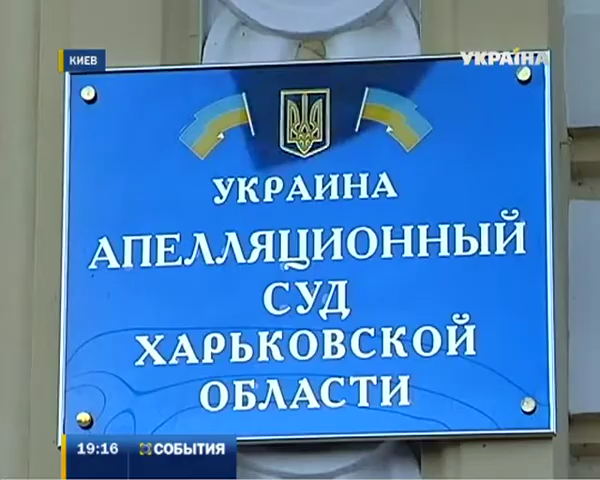 КИЕВ
УКРАЇНА
УКРАИНА
АПЕЛЛЯЦИОННЫЙ
СУД
ХАРЬКОВСКОЙ
ОБЛАСТИ
19:16 СОБЫТИЯ